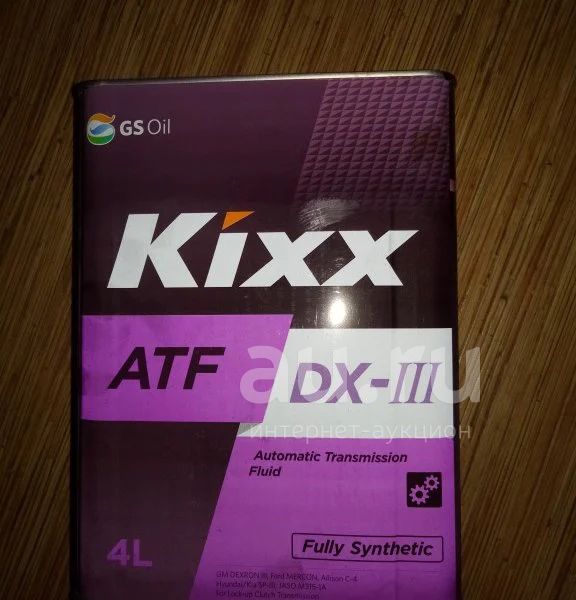 GS Oil
Kixx
ATF
DX-III
au.ru
интернет-аукцион
Automatic Transmission
Fluid
Fully Synthetic
4L
GM DEXRON III, Ford MERCON, Allison C-4
Hyundai/Kia SP-III, JASO M315-1A
For Lock-up Clutch Transmission